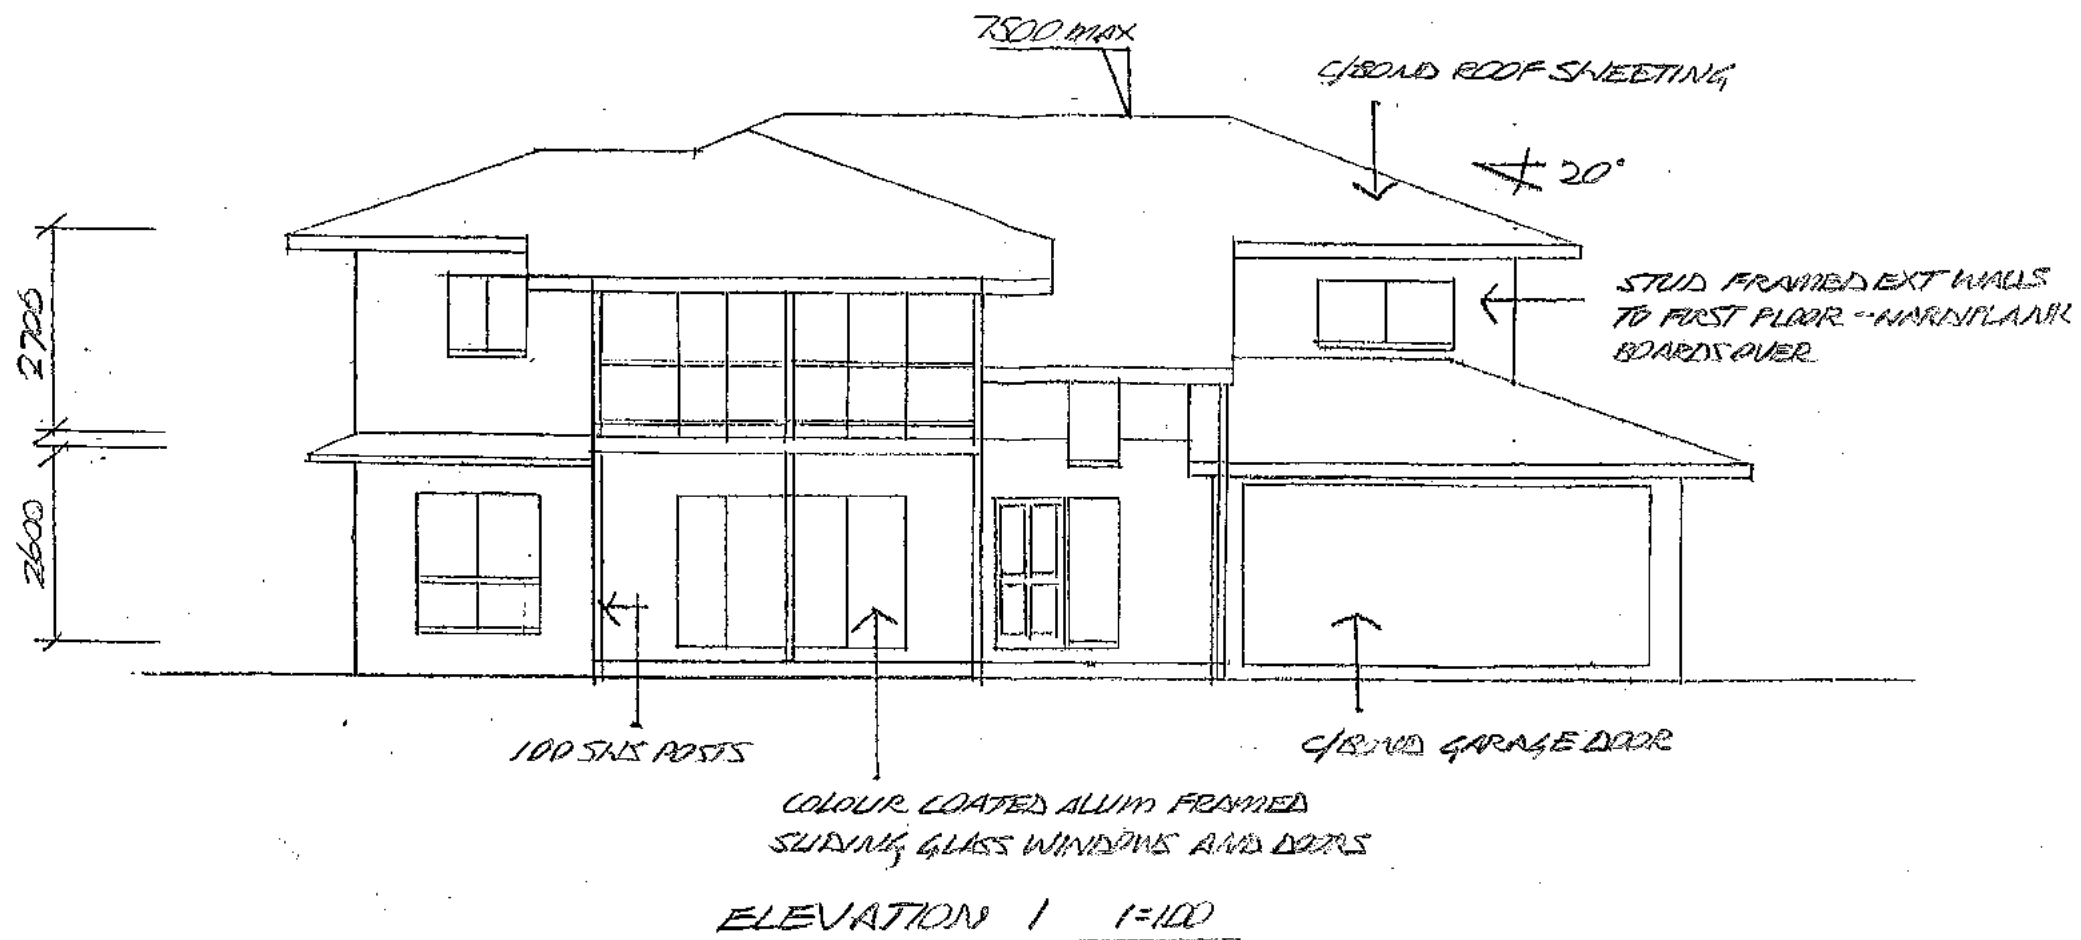 7500 MAX
C/BOND ROOF SHEETING
20°
2700
STUD FRAMED EXT WALLS
TO FIRST FLOOR - HARDIPLANK
BOARDS OVER
2600
100 SHS POSTS
C/BOND GARAGE DOOR
COLOUR COATED ALUM FRAMED
SLIDING GLASS WINDOWS AND DOORS
ELEVATION 1 1=100